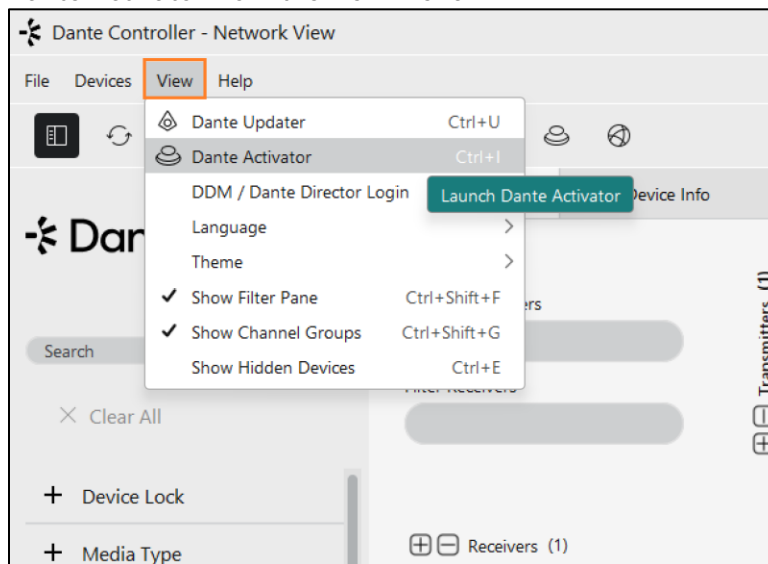 Dante Controller - Network View
File Devices View Help
Dante Updater Ctrl+U
Dante Activator Ctrl+I
Launch Dante Activator
DDM / Dante Director Login
Device Info
Language
Theme
Show Filter Pane Ctrl+Shift+F
Show Channel Groups Ctrl+Shift+G
Show Hidden Devices Ctrl+E
Search
Filter Receivers
Clear All
Transmitters (1)
Device Lock
Media Type
Receivers (1)